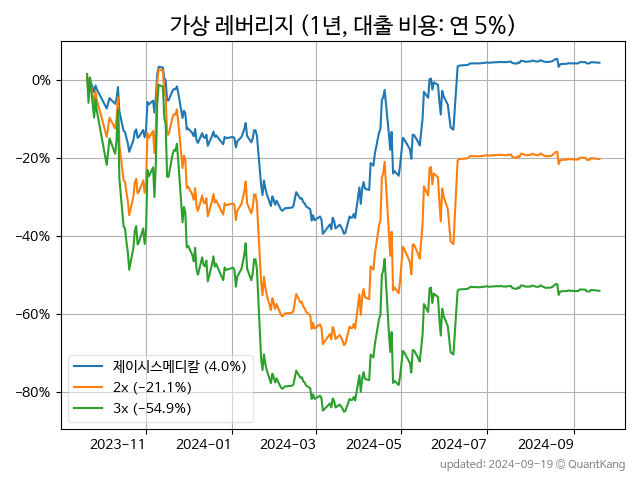 가상 레버리지 (1년, 대출 비용: 연 5%)
0%
−20%
−40%
−60%
−80%
제이시스메디칼 (4.0%)
2x (−21.1%)
3x (−54.9%)
2023−11 2024−01 2024−03 2024−05 2024−07 2024−09
updated: 2024−09−19 © QuantKang